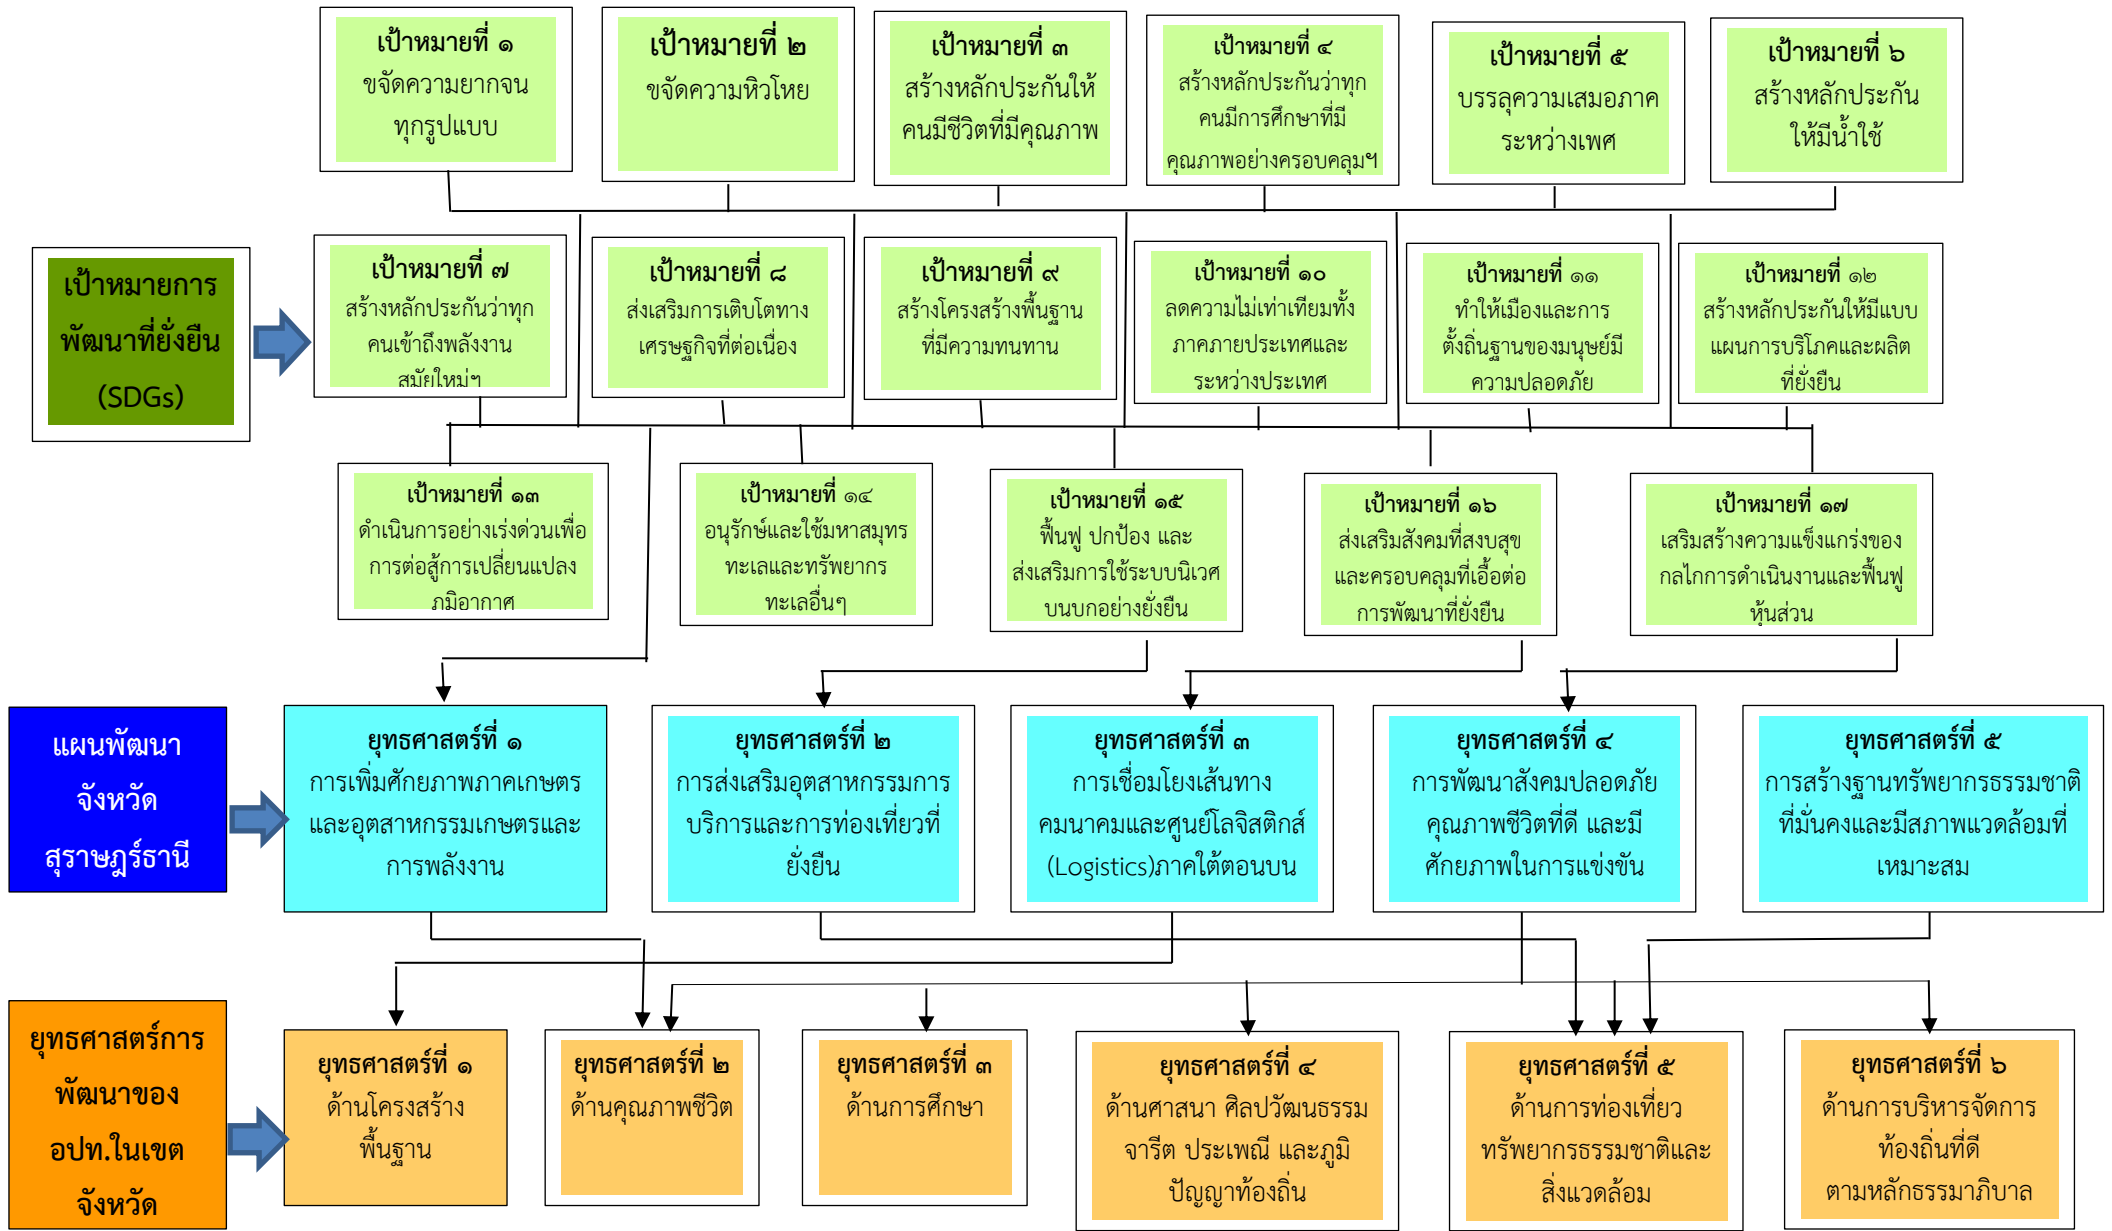 เป้าหมายที่ ๑
ขจัดความยากจน
ทุกรูปแบบ
เป้าหมายที่ ๒
ขจัดความหิวโหย
เป้าหมายที่ ๓
สร้างหลักประกันให้
คนมีชีวิตที่มีคุณภาพ
เป้าหมายที่ ๔
สร้างหลักประกันว่าทุก
คนมีการศึกษาที่มี
คุณภาพอย่างครอบคลุมฯ
เป้าหมายที่ ๕
บรรลุความเสมอภาค
ระหว่างเพศ
เป้าหมายที่ ๖
สร้างหลักประกัน
ให้มีน้ำใช้
เป้าหมายการ
พัฒนาที่ยั่งยืน
(SDGs)
เป้าหมายที่ ๗
สร้างหลักประกันว่าทุก
คนเข้าถึงพลังงาน
สมัยใหม่ฯ
เป้าหมายที่ ๘
ส่งเสริมการเติบโตทาง
เศรษฐกิจที่ต่อเนื่อง
เป้าหมายที่ ๙
สร้างโครงสร้างพื้นฐาน
ที่มีความทนทาน
เป้าหมายที่ ๑๐
ลดความไม่เท่าเทียมทั้ง
ภาคภายประเทศและ
ระหว่างประเทศ
เป้าหมายที่ ๑๑
ทำให้เมืองและการ
ตั้งถิ่นฐานของมนุษย์มี
ความปลอดภัย
เป้าหมายที่ ๑๒
สร้างหลักประกันให้มีแบบ
แผนการบริโภคและผลิต
ที่ยั่งยืน
เป้าหมายที่ ๑๓
ดำเนินการอย่างเร่งด่วนเพื่อ
การต่อสู้การเปลี่ยนแปลง
ภูมิอากาศ
เป้าหมายที่ ๑๔
อนุรักษ์และใช้มหาสมุทร
ทะเลและทรัพยากร
ทะเลอื่นๆ
เป้าหมายที่ ๑๕
ฟื้นฟู ปกป้อง และ
ส่งเสริมการใช้ระบบนิเวศ
บนบกอย่างยั่งยืน
เป้าหมายที่ ๑๖
ส่งเสริมสังคมที่สงบสุข
และครอบคลุมที่เอื้อต่อ
การพัฒนาที่ยั่งยืน
เป้าหมายที่ ๑๗
เสริมสร้างความแข็งแกร่งของ
กลไกการดำเนินงานและฟื้นฟู
หุ้นส่วน
แผนพัฒนา
จังหวัด
สุราษฎร์ธานี
ยุทธศาสตร์ที่ ๑
การเพิ่มศักยภาพภาคเกษตร
และอุตสาหกรรมเกษตรและ
การพลังงาน
ยุทธศาสตร์ที่ ๒
การส่งเสริมอุตสาหกรรมการ
บริการและการท่องเที่ยวที่
ยั่งยืน
ยุทธศาสตร์ที่ ๓
การเชื่อมโยงเส้นทาง
คมนาคมและศูนย์โลจิสติกส์
(Logistics)ภาคใต้ตอนบน
ยุทธศาสตร์ที่ ๔
การพัฒนาสังคมปลอดภัย
คุณภาพชีวิตที่ดี และมี
ศักยภาพในการแข่งขัน
ยุทธศาสตร์ที่ ๕
การสร้างฐานทรัพยากรธรรมชาติ
ที่มั่นคงและมีสภาพแวดล้อมที่
เหมาะสม
ยุทธศาสตร์การ
พัฒนาของ
อปท.ในเขต
จังหวัด
ยุทธศาสตร์ที่ ๑
ด้านโครงสร้าง
พื้นฐาน
ยุทธศาสตร์ที่ ๒
ด้านคุณภาพชีวิต
ยุทธศาสตร์ที่ ๓
ด้านการศึกษา
ยุทธศาสตร์ที่ ๔
ด้านศาสนา ศิลปวัฒนธรรม
จารีต ประเพณี และภูมิ
ปัญญาท้องถิ่น
ยุทธศาสตร์ที่ ๕
ด้านการท่องเที่ยว
ทรัพยากรธรรมชาติและ
สิ่งแวดล้อม
ยุทธศาสตร์ที่ ๖
ด้านการบริหารจัดการ
ท้องถิ่นที่ดี
ตามหลักธรรมาภิบาล